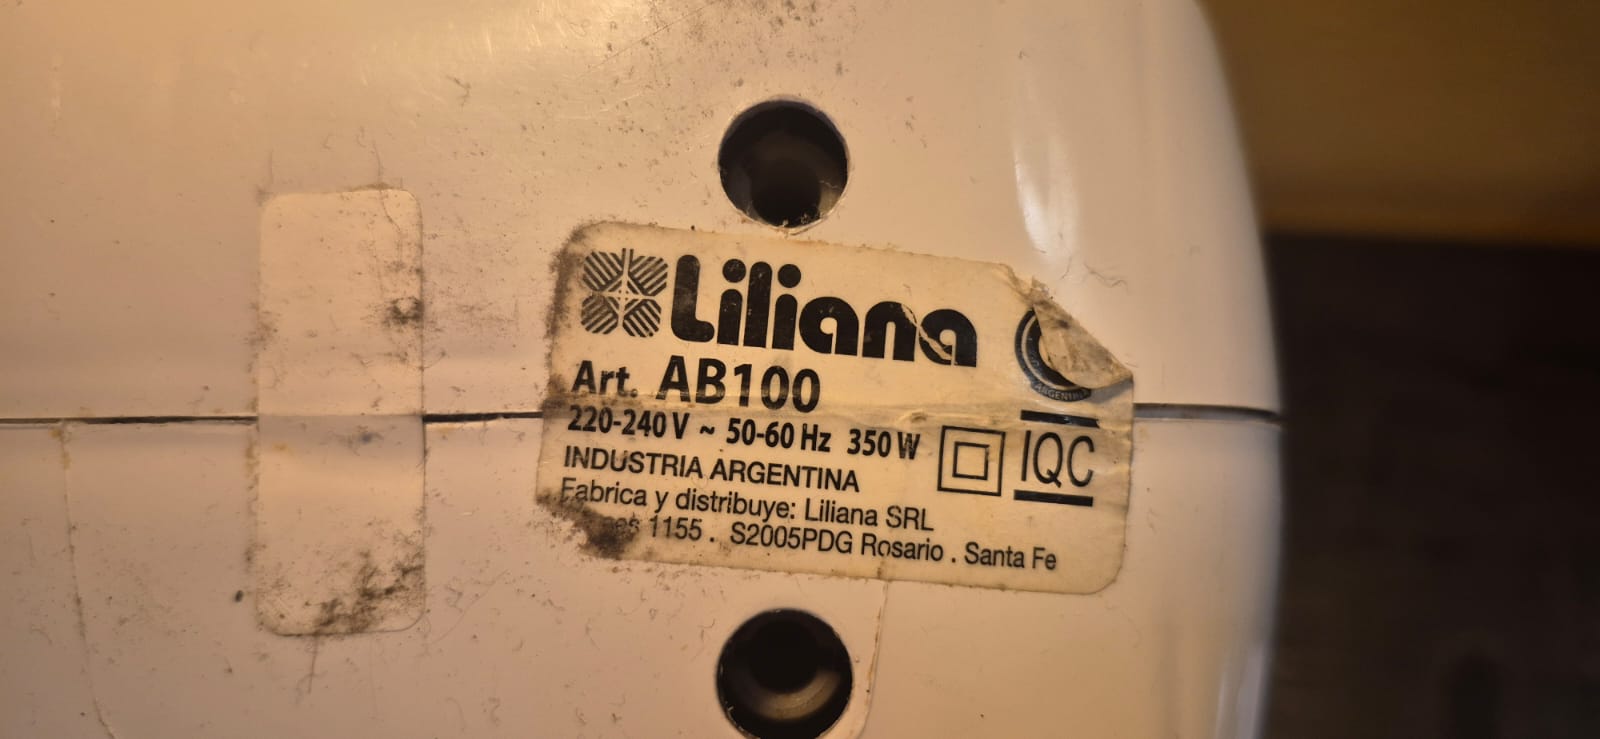 Liliana
Art. AB100
220-240 V ~ 50-60 Hz 350 W
INDUSTRIA ARGENTINA
Fabrica y distribuye: Liliana SRL
1155 . S2005PDG Rosario . Santa Fe
ARGENTINA
IQC